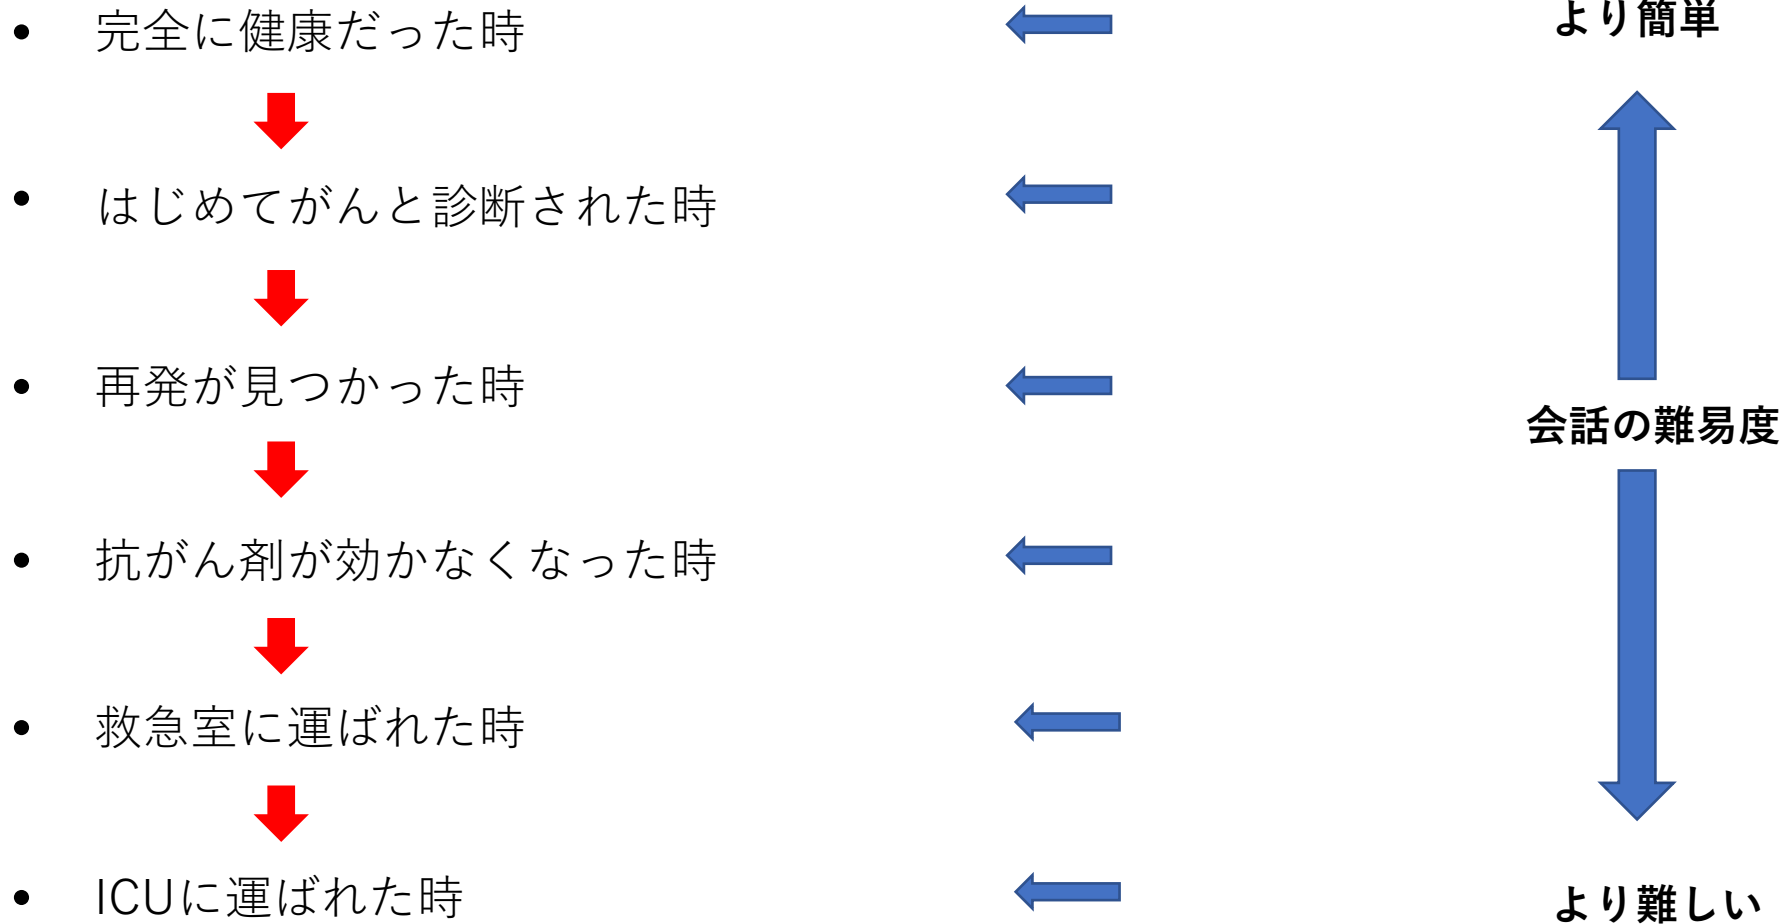 • 完全に健康だった時
より簡単
• はじめてがんと診断された時
• 再発が見つかった時
会話の難易度
• 抗がん剤が効かなくなった時
• 救急室に運ばれた時
• ICUに運ばれた時
より難しい